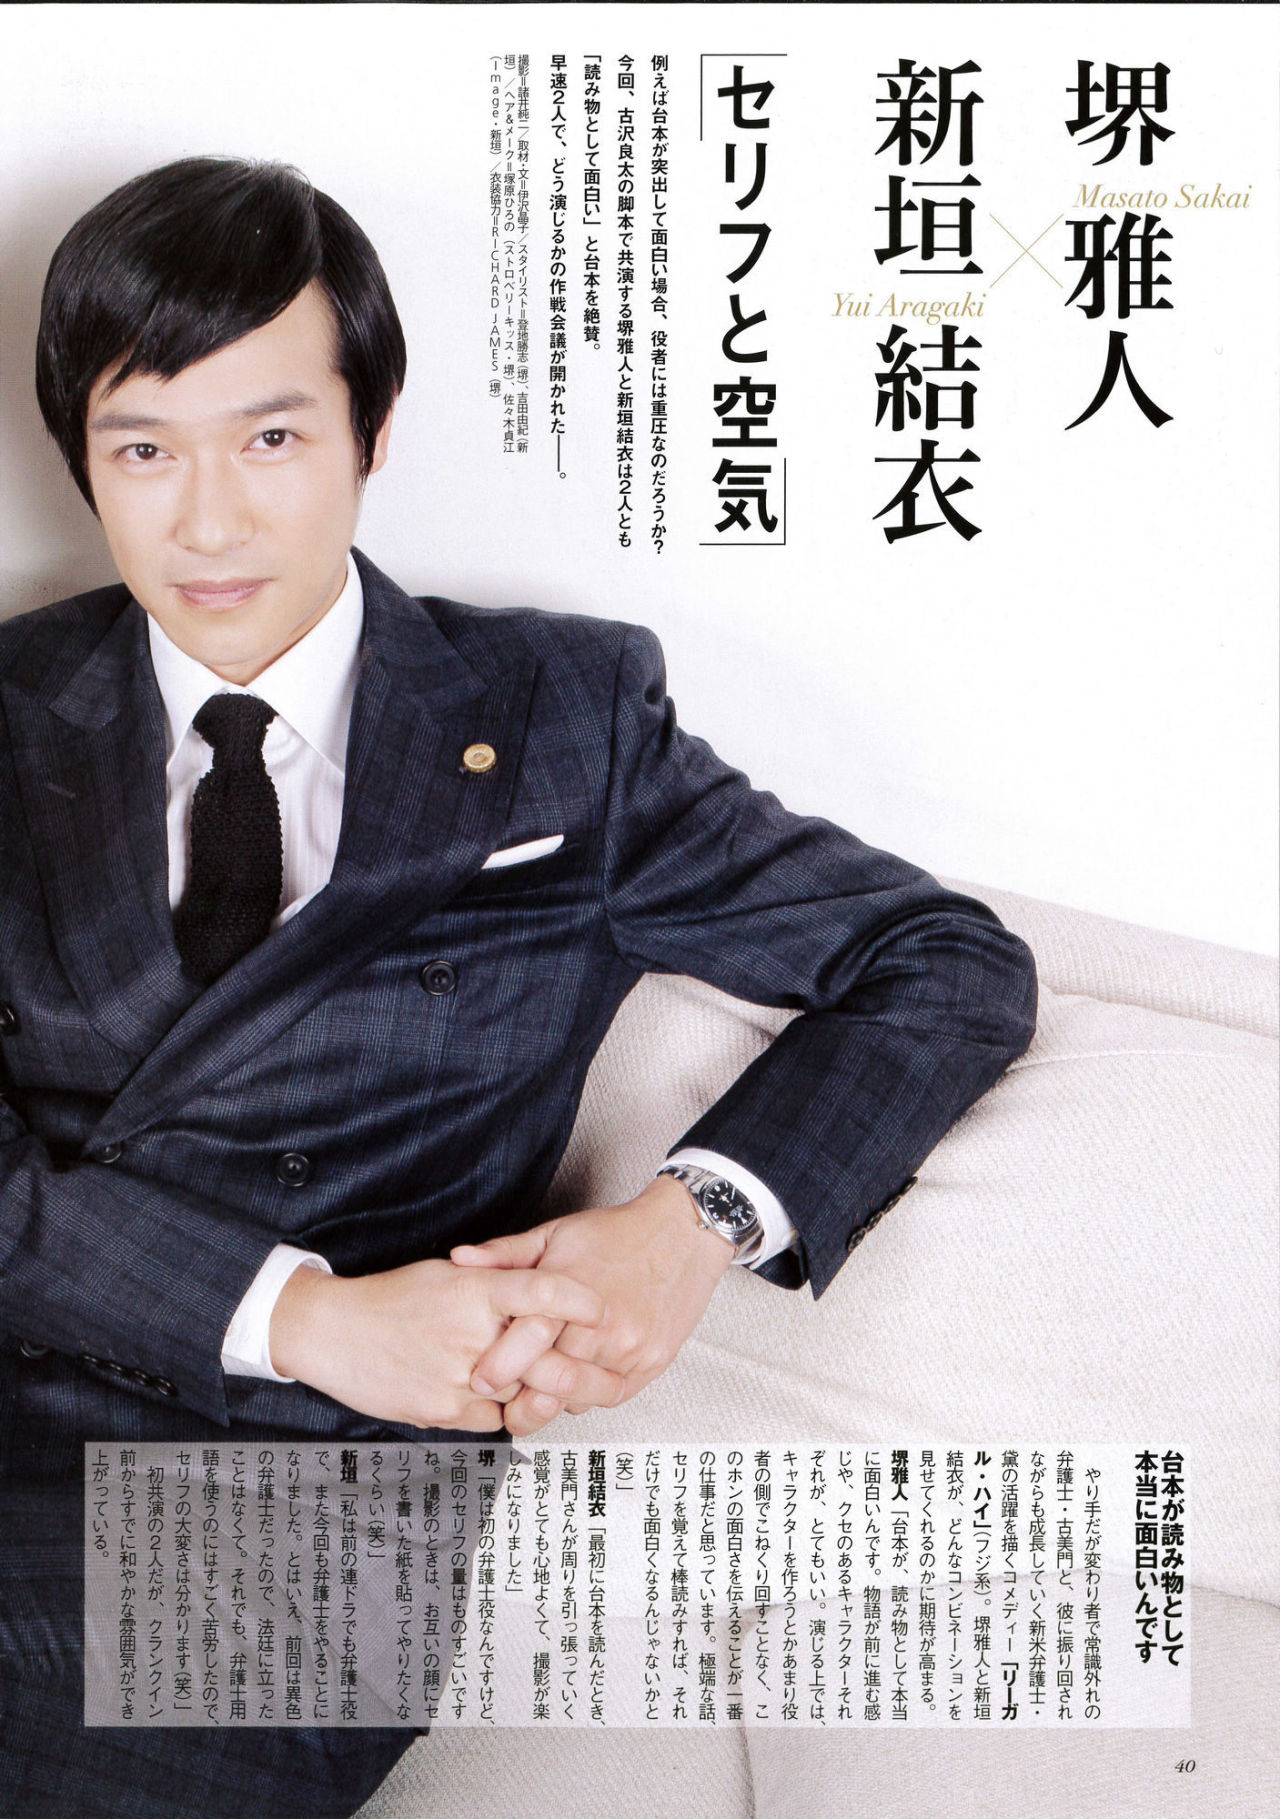 堺 雅人
Masato Sakai
×
新垣結衣
Yui Aragaki
「セリフと空気」
例えば台本が突出して面白い場合、役者には重圧なのだろうか?
今回、古沢良太の脚本で共演する堺雅人と新垣結衣は2人とも
「読み物として面白い」と台本を絶賛。
早速2人で、どう演じるかの作戦会議が開かれた──。
撮影=諸井純二/取材・文=伊沢晶子/スタイリスト=登地勝志(堺)、吉田由紀(新
垣)/ヘア&メーク=塚原ひろの(ストロベリーキッス・堺)、佐々木貞江
(Image・新垣)/衣装協力=RICHARD JAMES(堺)
台本が読み物として
本当に面白いんです
やり手だが変わり者で常識外れの
弁護士・古美門と、彼に振り回され
ながらも成長していく新米弁護士・
黛の活躍を描くコメディー『リーガ
ル・ハイ』(フジ系)。堺雅人と新垣
結衣が、どんなコンビネーションを
見せてくれるのかに期待が高まる。
堺雅人「台本が、読み物として本当
に面白いんです。物語が前に進む感
じや、クセのあるキャラクターそれ
ぞれが、とてもいい。演じる上では、
キャラクターを作ろうとかあまり役
者の側でこねくり回すことなく、こ
のホンの面白さを伝えることが一番
の仕事だと思っています。極端な話、
セリフを覚えて棒読みすれば、それ
だけでも面白くなるんじゃないかと
(笑)」
新垣結衣「最初に台本を読んだとき、
古美門さんが周りを引っ張っていく
感覚がとても心地よくて、撮影が楽
しみになりました」
堺「僕は初の弁護士役なんですけど、
今回のセリフの量はものすごいです
ね。撮影のときは、お互いの顔にセ
リフを書いた紙を貼ってやりたくな
るくらい(笑)」
新垣「私は前の連ドラでも弁護士役
で、また今回も弁護士をやることに
なりました。とはいえ、前回は異色
の弁護士だったので、法廷に立った
ことはなくて。それでも、弁護士用
語を使うのにはすごく苦労したので、
セリフの大変さは分かります(笑)」
初共演の2人だが、クランクイン
前からすでに和やかな雰囲気ができ
上がっている。
40